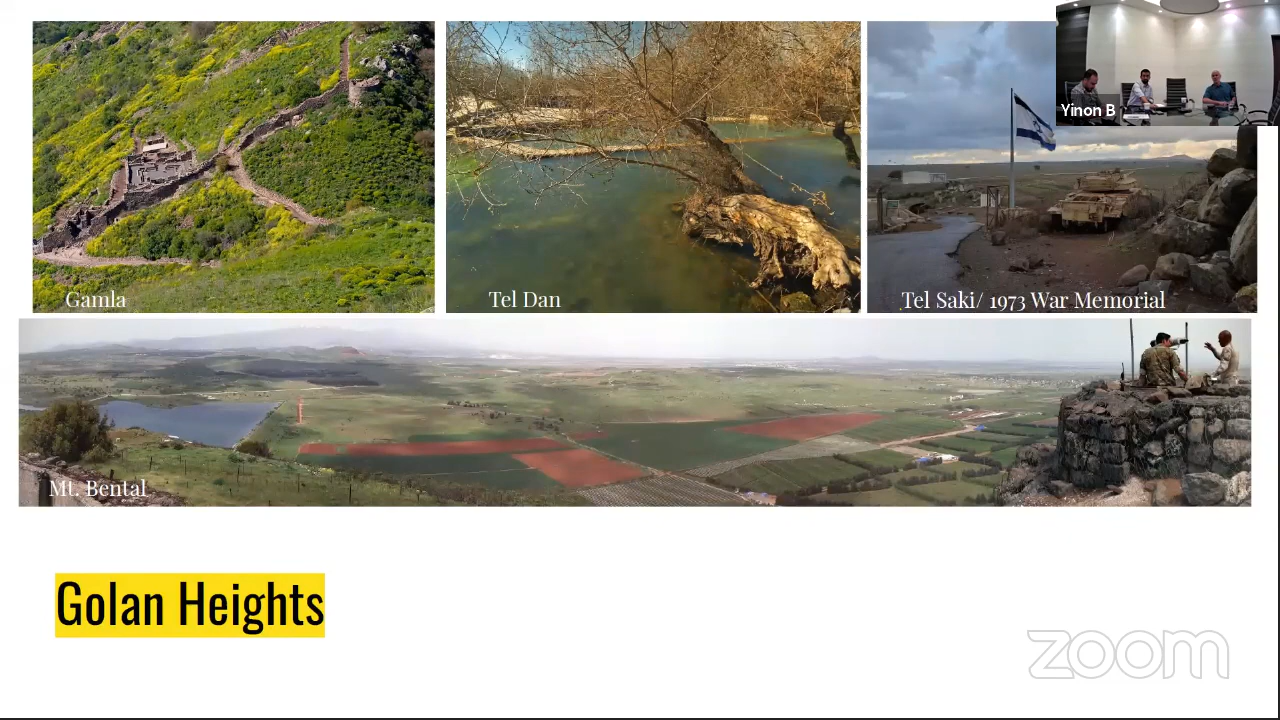 Yinon B
Gamla
Tel Dan
Tel Saki/ 1973 War Memorial
Mt. Bental
Golan Heights
zoom